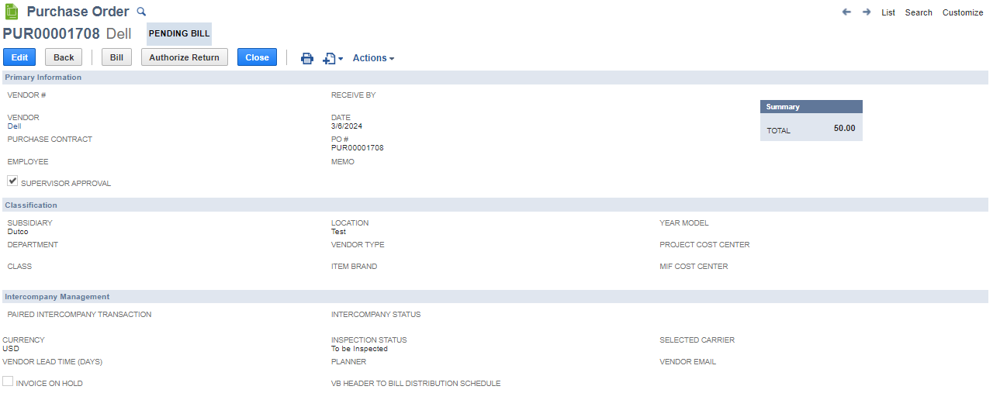 Purchase Order
List Search Customize
PUR00001708 Dell PENDING BILL
Edit Back Bill Authorize Return Close Actions
Primary Information
VENDOR # RECEIVE BY
Summary
VENDOR DATE
Dell 3/6/2024
TOTAL 50.00
PURCHASE CONTRACT PO #
PUR00001708
EMPLOYEE MEMO
SUPERVISOR APPROVAL
Classification
SUBSIDIARY LOCATION YEAR MODEL
Dutco Test
DEPARTMENT VENDOR TYPE PROJECT COST CENTER
CLASS ITEM BRAND MIF COST CENTER
Intercompany Management
PAIRED INTERCOMPANY TRANSACTION INTERCOMPANY STATUS
CURRENCY INSPECTION STATUS SELECTED CARRIER
USD To be Inspected
VENDOR LEAD TIME (DAYS) PLANNER VENDOR EMAIL
INVOICE ON HOLD VB HEADER TO BILL DISTRIBUTION SCHEDULE